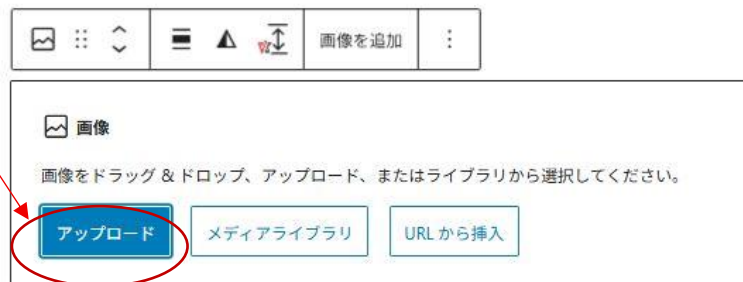 画像を追加
画像
画像をドラッグ & ドロップ、アップロード、またはライブラリから選択してください。
アップロード
メディアライブラリ
URL から挿入